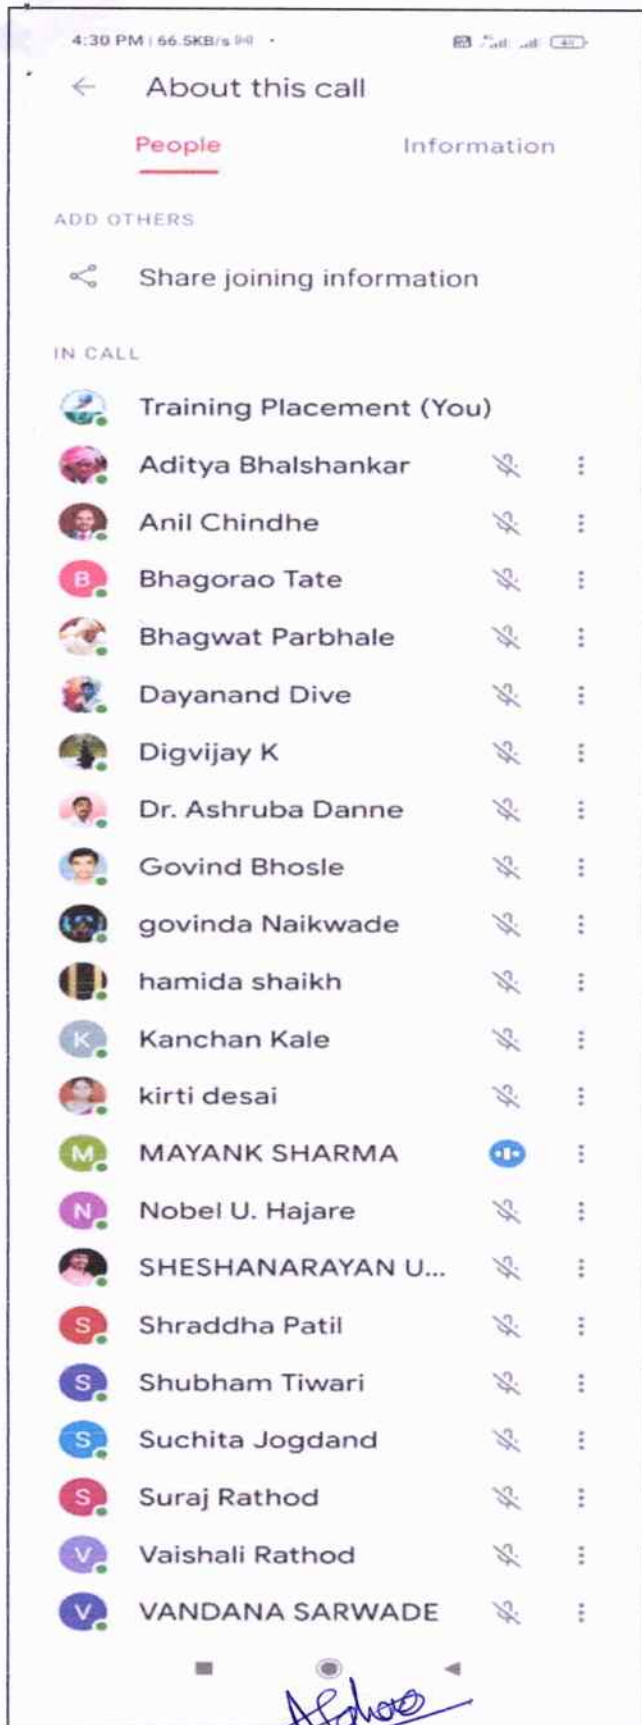 4:30 PM | 66.5KB/s
About this call
People Information
ADD OTHERS
Share joining information
IN CALL
Training Placement (You)
Aditya Bhalshankar
Anil Chindhe
B Bhagorao Tate
Bhagwat Parbhale
Dayanand Dive
Digvijay K
Dr. Ashruba Danne
Govind Bhosle
govinda Naikwade
hamida shaikh
K Kanchan Kale
kirti desai
M MAYANK SHARMA
N Nobel U. Hajare
SHESHANARAYAN U...
S Shraddha Patil
S Shubham Tiwari
S Suchita Jogdand
S Suraj Rathod
V Vaishali Rathod
V VANDANA SARWADE